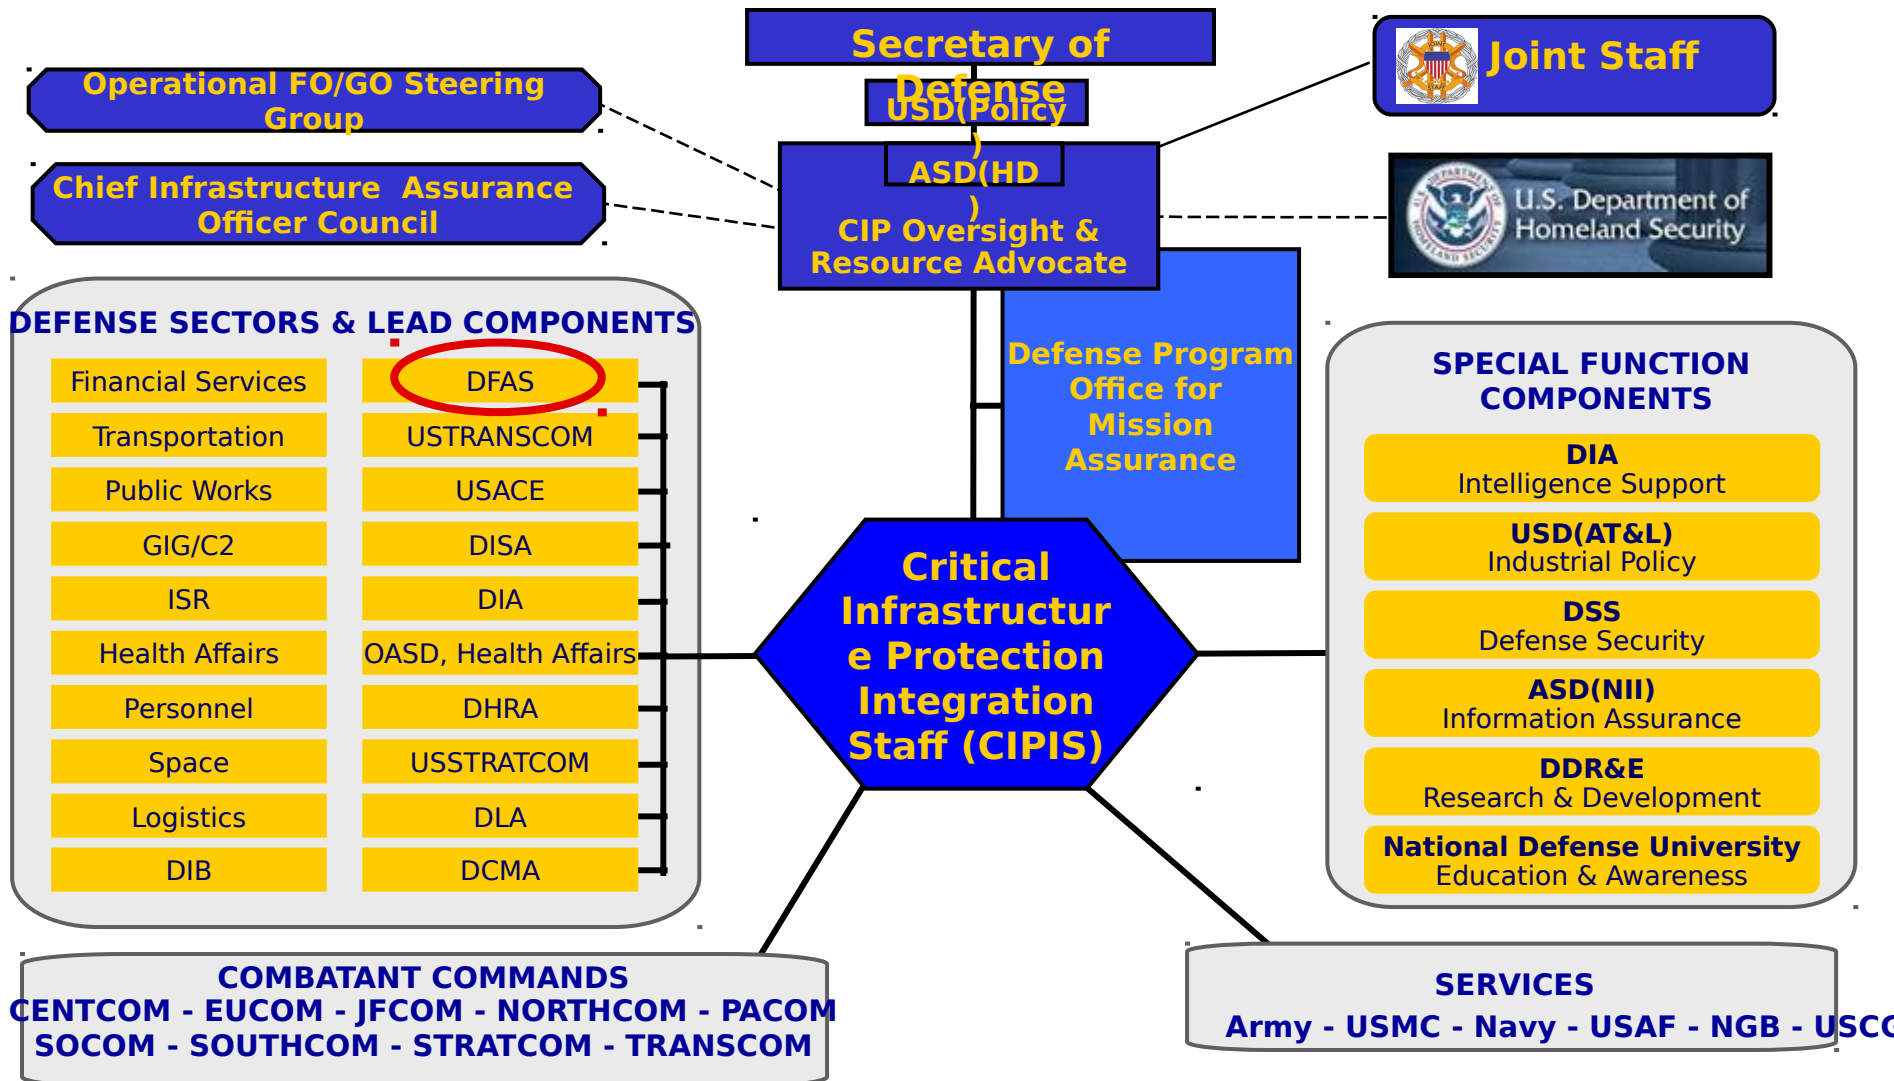 Secretary of
Defense
USD(Policy
)
ASD(HD
)
CIP Oversight &
Resource Advocate
Operational FO/GO Steering
Group
Chief Infrastructure  Assurance
Officer Council
Joint Staff
U.S. Department of
Homeland Security
Defense Program
Office for
Mission
Assurance
DEFENSE SECTORS & LEAD COMPONENTS
Financial Services
DFAS
Transportation
USTRANSCOM
Public Works
USACE
GIG/C2
DISA
ISR
DIA
Health Affairs
OASD, Health Affairs
Personnel
DHRA
Space
USSTRATCOM
Logistics
DLA
DIB
DCMA
Critical
Infrastructur
e Protection
Integration
Staff (CIPIS)
SPECIAL FUNCTION
COMPONENTS
DIA
Intelligence Support
USD(AT&L)
Industrial Policy
DSS
Defense Security
ASD(NII)
Information Assurance
DDR&E
Research & Development
National Defense University
Education & Awareness
COMBATANT COMMANDS
CENTCOM - EUCOM - JFCOM - NORTHCOM - PACOM
SOCOM - SOUTHCOM - STRATCOM - TRANSCOM
SERVICES
Army - USMC - Navy - USAF - NGB - USCG